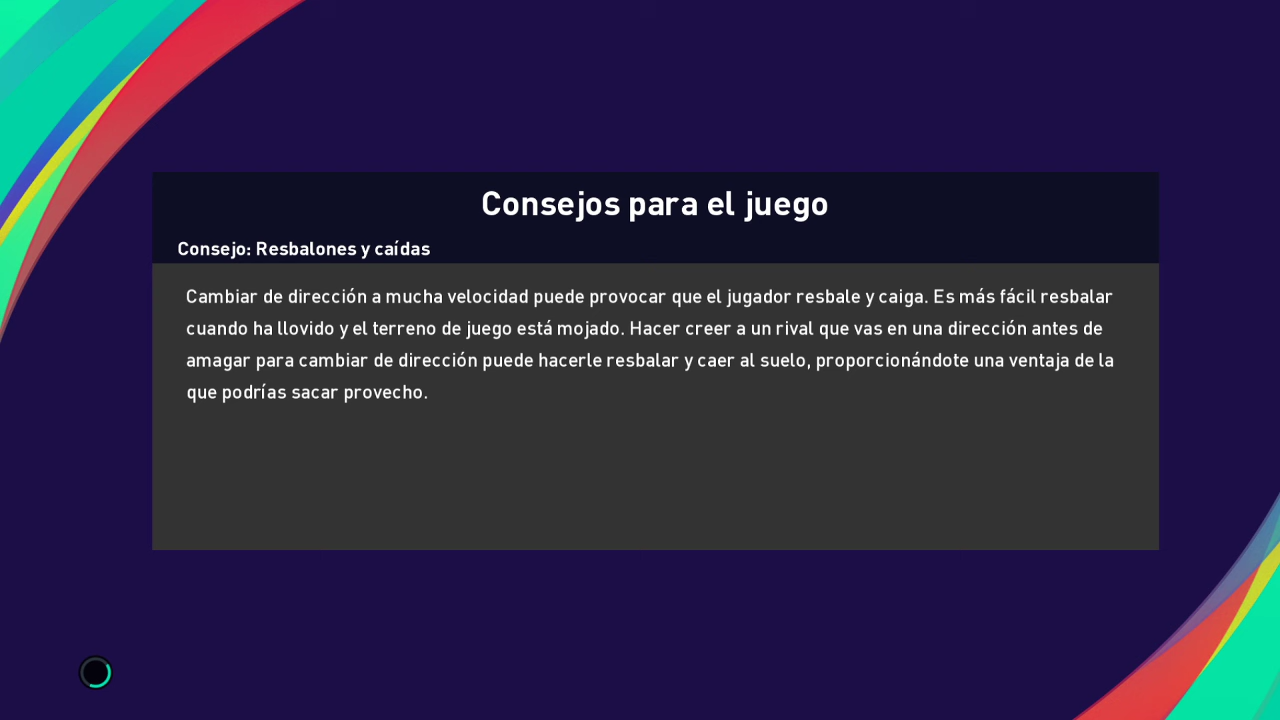 Consejos para el juego
Consejo: Resbalones y caídas
Cambiar de dirección a mucha velocidad puede provocar que el jugador resbale y caiga. Es más fácil resbalar
cuando ha llovido y el terreno de juego está mojado. Hacer creer a un rival que vas en una dirección antes de
amagar para cambiar de dirección puede hacerle resbalar y caer al suelo, proporcionándote una ventaja de la
que podrías sacar provecho.